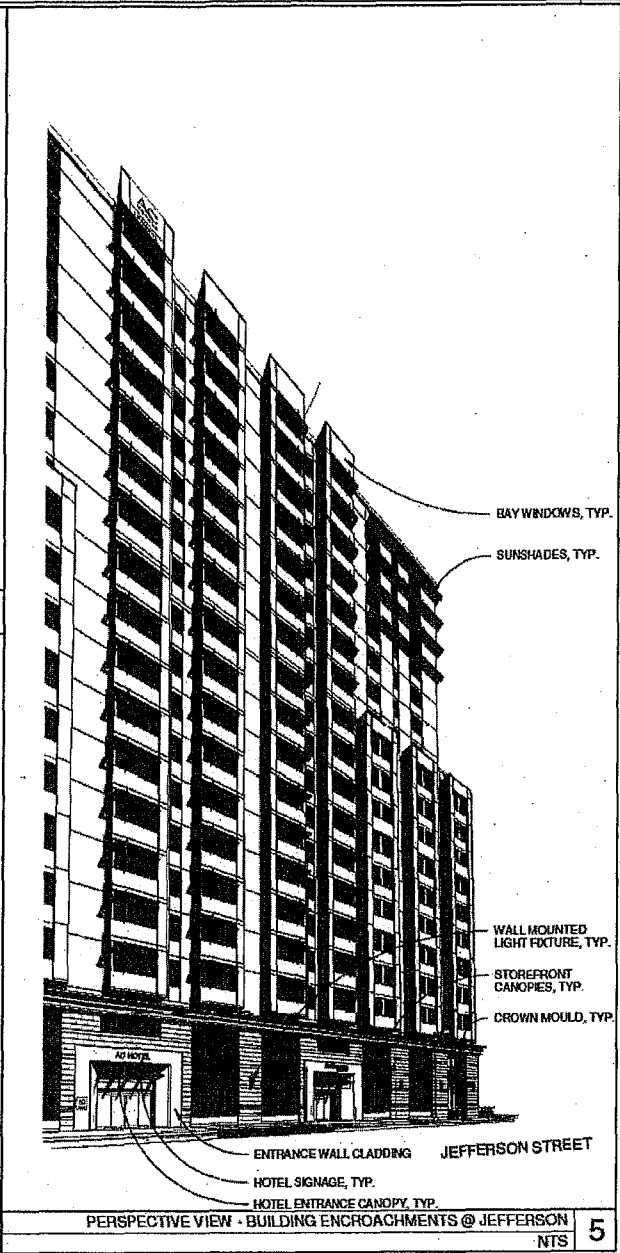 AC
BAY WINDOWS, TYP.
SUNSHADES, TYP.
WALL MOUNTED
LIGHT FIXTURE, TYP.
STOREFRONT
CANOPIES, TYP.
CROWN MOULD, TYP.
AC HOTEL
ENTRANCE WALL CLADDING
JEFFERSON STREET
HOTEL SIGNAGE, TYP.
HOTEL ENTRANCE CANOPY, TYP.
PERSPECTIVE VIEW - BUILDING ENCROACHMENTS @ JEFFERSON
NTS
5